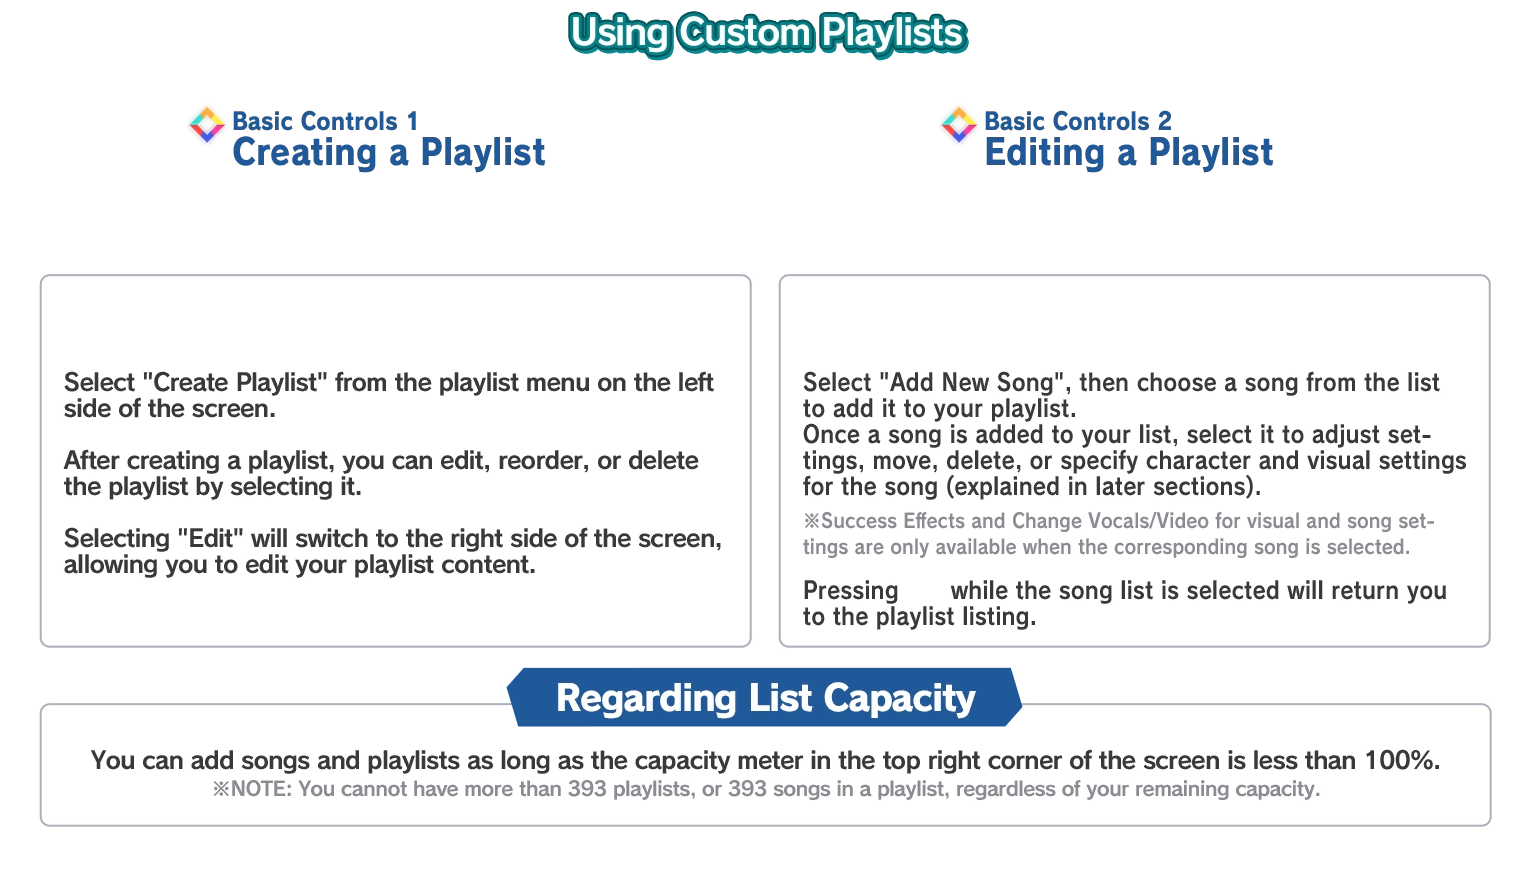 Using Custom Playlists
Basic Controls 1
Creating a Playlist
Select "Create Playlist" from the playlist menu on the left
side of the screen.
After creating a playlist, you can edit, reorder, or delete
the playlist by selecting it.
Selecting "Edit" will switch to the right side of the screen,
allowing you to edit your playlist content.
Basic Controls 2
Editing a Playlist
Select "Add New Song", then choose a song from the list
to add it to your playlist.
Once a song is added to your list, select it to adjust set-
tings, move, delete, or specify character and visual settings
for the song (explained in later sections).
※Success Effects and Change Vocals/Video for visual and song set-
tings are only available when the corresponding song is selected.
Pressing while the song list is selected will return you
to the playlist listing.
Regarding List Capacity
You can add songs and playlists as long as the capacity meter in the top right corner of the screen is less than 100%.
※NOTE: You cannot have more than 393 playlists, or 393 songs in a playlist, regardless of your remaining capacity.